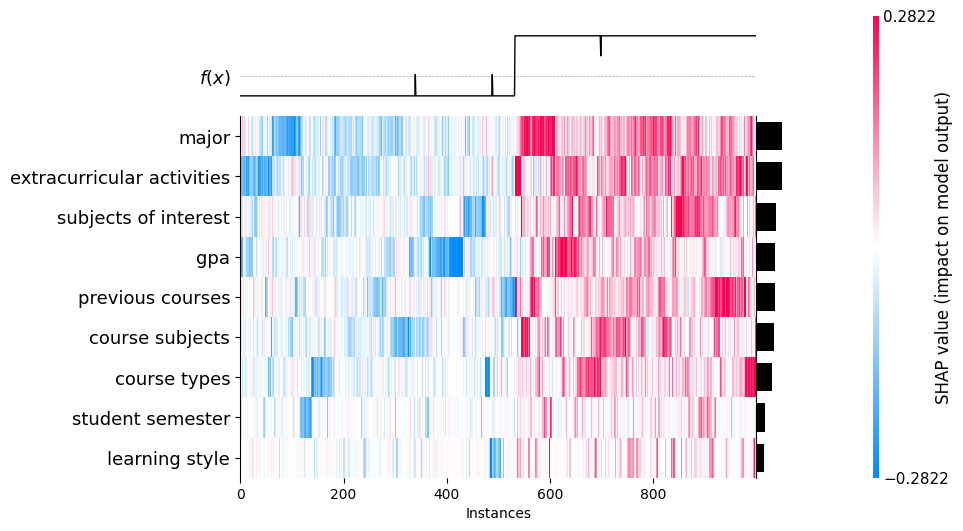 0.2822
f(x)
major
extracurricular activities
subjects of interest
gpa
previous courses
course subjects
course types
student semester
learning style
SHAP value (impact on model output)
−0.2822
0 200 400 600 800
Instances